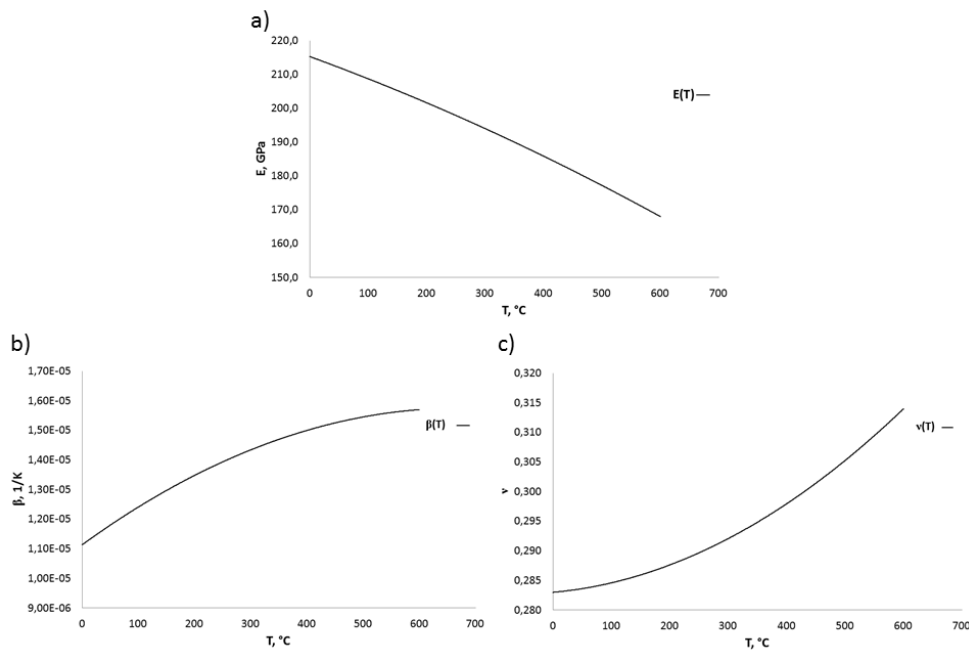 a)
220,0
210,0
200,0
190,0
180,0
170,0
160,0
150,0
E, GPa
0 100 200 300 400 500 600 700
T, °C
E(T)
b)
1,70E-05
1,60E-05
1,50E-05
1,40E-05
1,30E-05
1,20E-05
1,10E-05
1,00E-05
9,00E-06
β, 1/K
0 100 200 300 400 500 600 700
T, °C
β(T)
c)
0,320
0,315
0,310
0,305
0,300
0,295
0,290
0,285
0,280
ν
0 100 200 300 400 500 600 700
T, °C
ν(T)